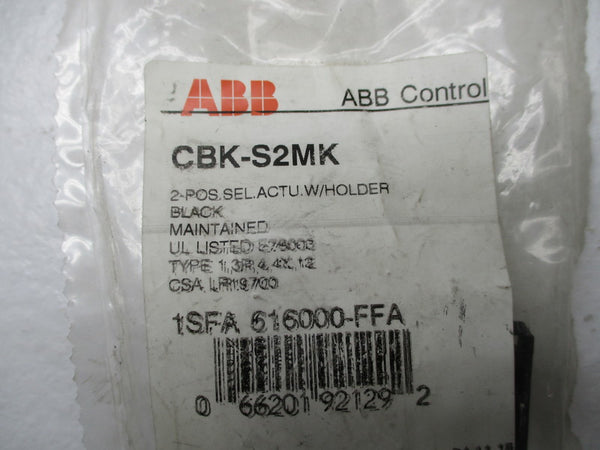 ABB ABB Control
CBK-S2MK
2-POS.SEL.ACTU.W/HOLDER
BLACK
MAINTAINED
UL LISTED
TYPE 1,3R,4,4X,12
CSA LR19700
1SFA 616000-FFA
0 66201 92129 2